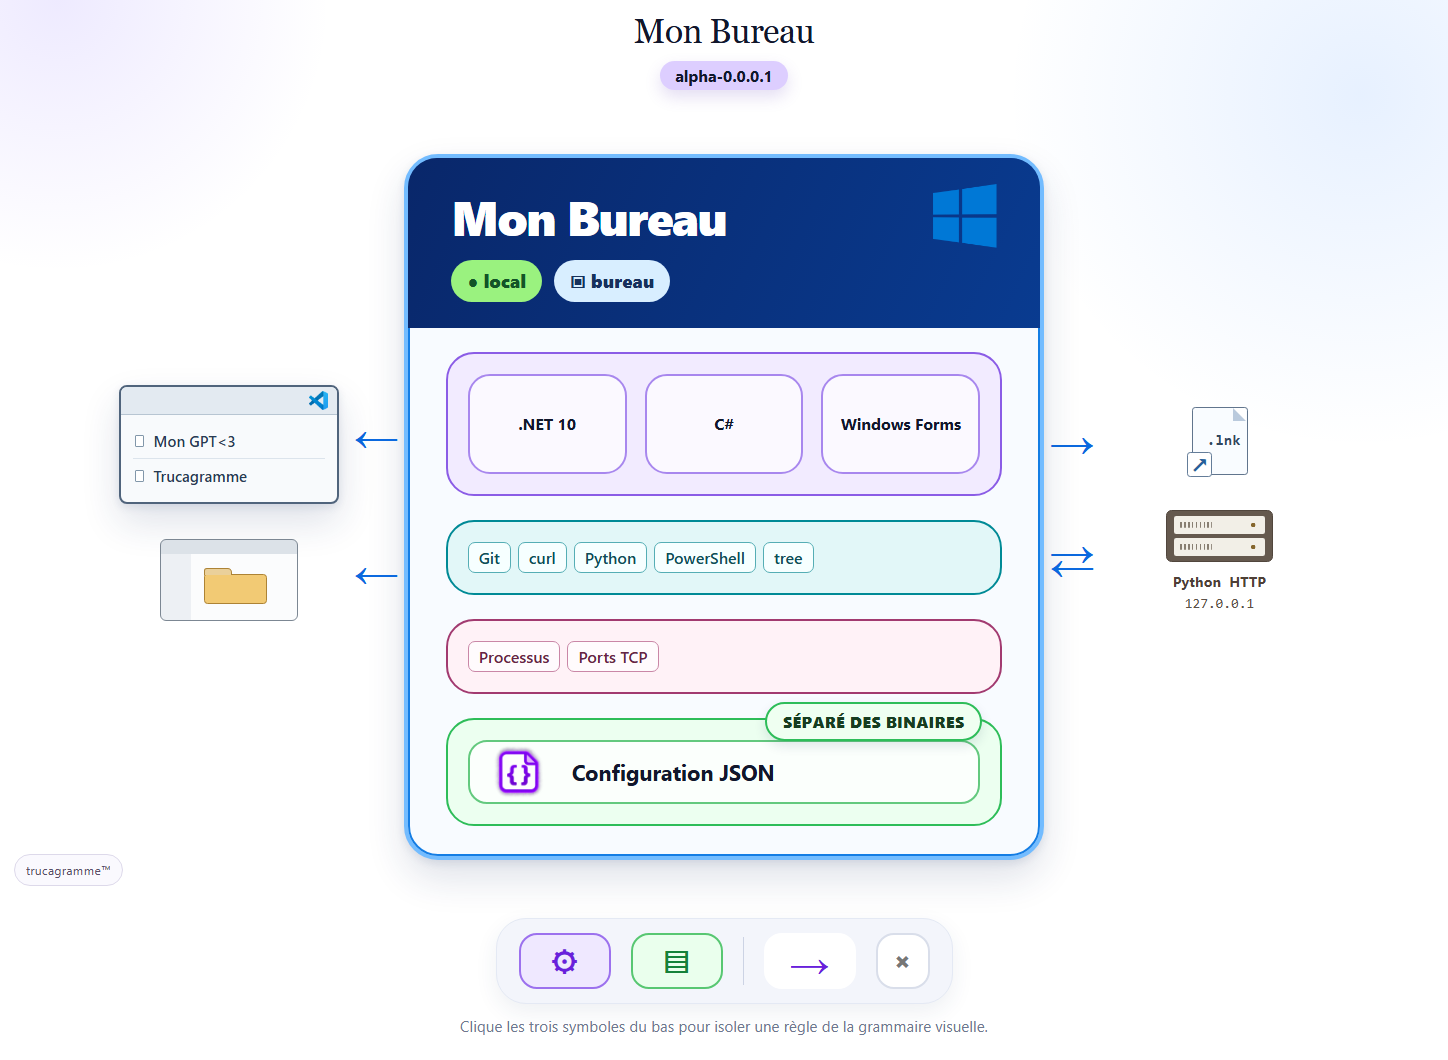 Mon Bureau
alpha-0.0.0.1
Mon Bureau
● local
▣ bureau
.NET 10
C#
Windows Forms
Mon GPT<3
Trucagramme
.lnk
Git
curl
Python
PowerShell
tree
Python HTTP
127.0.0.1
Processus
Ports TCP
SÉPARÉ DES BINAIRES
{} Configuration JSON
trucagramme™
Clique les trois symboles du bas pour isoler une règle de la grammaire visuelle.